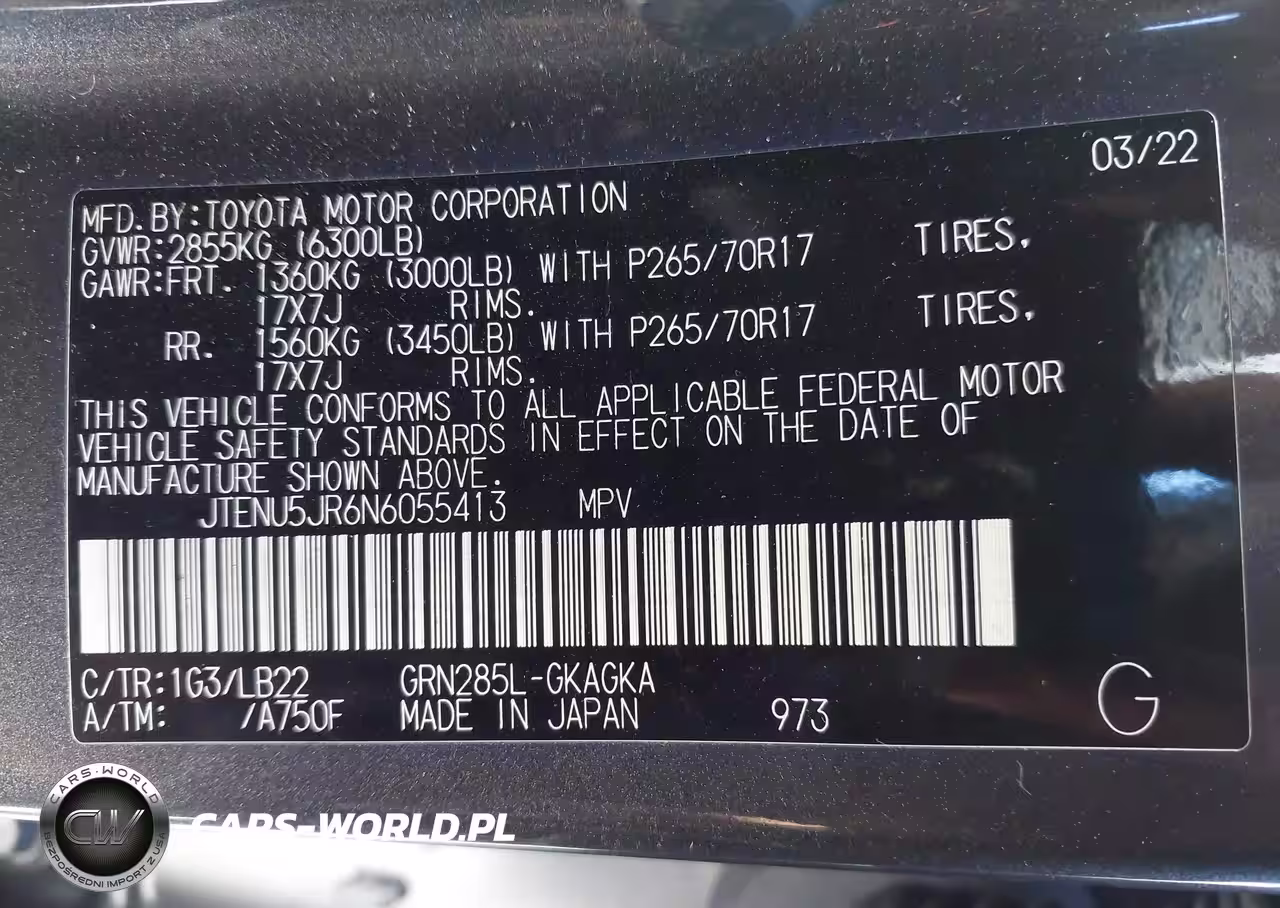 03/22
MFD. BY:TOYOTA MOTOR CORPORATION
GVWR:2855KG (6300LB)
GAWR:FRT. 1360KG (3000LB) WITH P265/70R17 TIRES.
17X7J RIMS.
RR. 1560KG (3450LB) WITH P265/70R17 TIRES.
17X7J RIMS.
THIS VEHICLE CONFORMS TO ALL APPLICABLE FEDERAL MOTOR
VEHICLE SAFETY STANDARDS IN EFFECT ON THE DATE OF
MANUFACTURE SHOWN ABOVE.
JTENU5JR6N6055413 MPV
C/TR:1G3/LB22 GRN285L-GKAGKA
A/TM: /A750F MADE IN JAPAN 973
G
CARS-WORLD
CW
BEZPOŚREDNI IMPORT Z USA
CARS-WORLD.PL